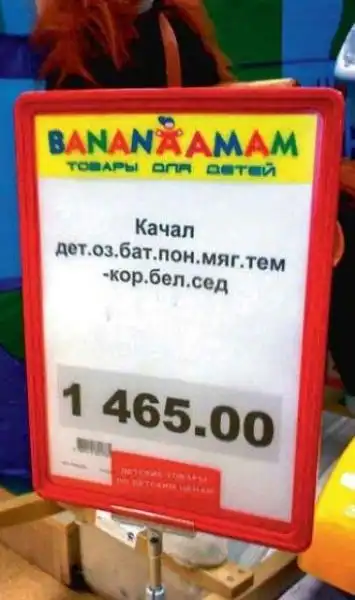 BANANAAMAM
ТОВАРЫ ДЛЯ ДЕТЕЙ
Качал
дет.оз.бат.пон.мяг.тем
-кор.бел.сед
1 465.00
ДЕТСКИЕ ТОВАРЫ
ПО ДЕТСКИМ ЦЕНАМ